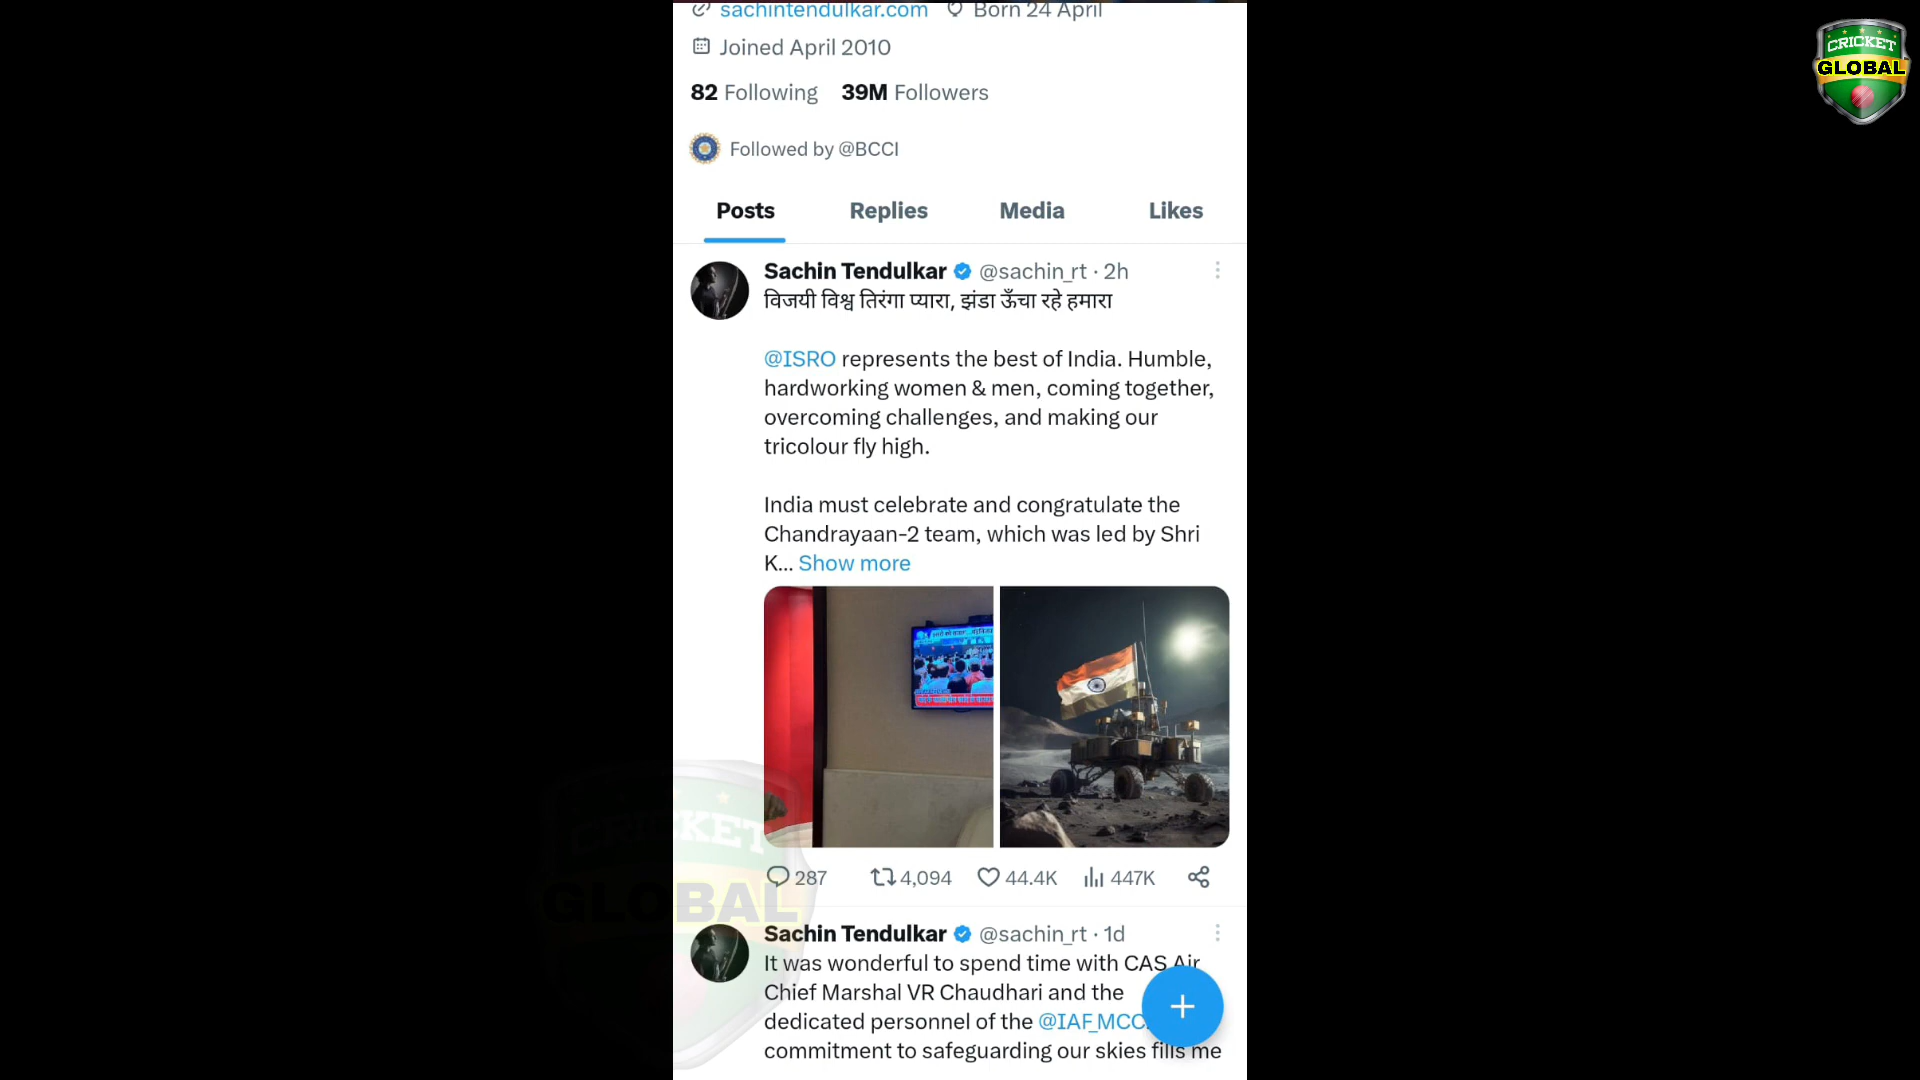 sachintendulkar.com Born 24 April
Joined April 2010
82 Following 39M Followers
Followed by @BCCI
Posts Replies Media Likes
Sachin Tendulkar @sachin_rt · 2h
विजयी विश्व तिरंगा प्यारा, झंडा ऊँचा रहे हमारा
@ISRO represents the best of India. Humble,
hardworking women & men, coming together,
overcoming challenges, and making our
tricolour fly high.
India must celebrate and congratulate the
Chandrayaan-2 team, which was led by Shri
K... Show more
287 4,094 44.4K 447K
Sachin Tendulkar @sachin_rt · 1d
It was wonderful to spend time with CAS Air
Chief Marshal VR Chaudhari and the
dedicated personnel of the @IAF_MCC
commitment to safeguarding our skies fills me
CRICKET
GLOBAL
CRICKET
GLOBAL